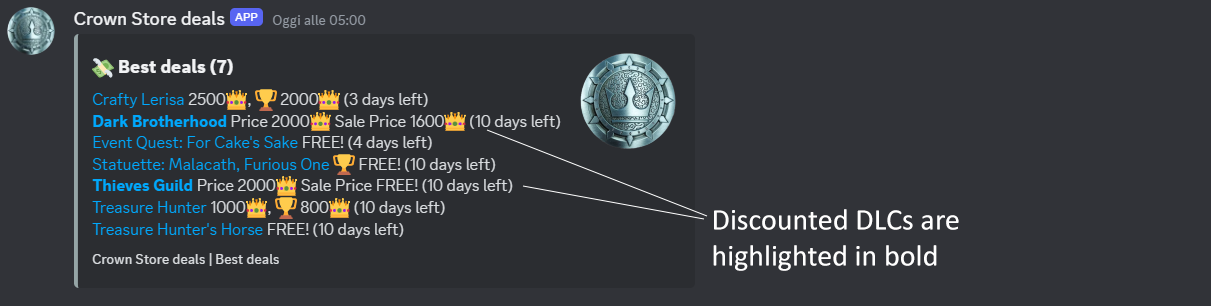 Crown Store deals APP Oggi alle 05:00
Best deals (7)
Crafty Lerisa 2500👑, 🏆 2000👑 (3 days left)
Dark Brotherhood Price 2000👑 Sale Price 1600👑 (10 days left)
Event Quest: For Cake's Sake FREE! (4 days left)
Statuette: Malacath, Furious One 🏆 FREE! (10 days left)
Thieves Guild Price 2000👑 Sale Price FREE! (10 days left)
Treasure Hunter 1000👑, 🏆 800👑 (10 days left)
Treasure Hunter's Horse FREE! (10 days left)
Crown Store deals | Best deals
Discounted DLCs are
highlighted in bold